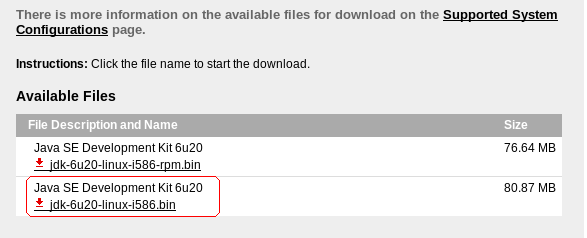 There is more information on the available files for download on the Supported System
Configurations page.
Instructions: Click the file name to start the download.
Available Files
File Description and Name Size
Java SE Development Kit 6u20 76.64 MB
jdk-6u20-linux-i586-rpm.bin
Java SE Development Kit 6u20 80.87 MB
jdk-6u20-linux-i586.bin